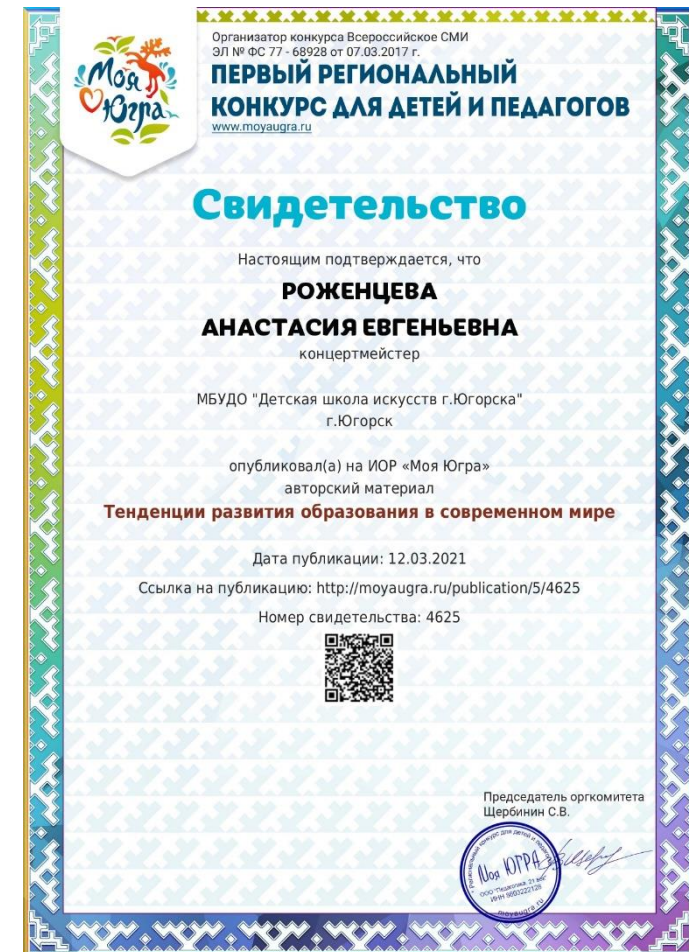 Моя
Югра
Организатор конкурса Всероссийское СМИ
ЭЛ № ФС 77 - 68928 от 07.03.2017 г.
ПЕРВЫЙ РЕГИОНАЛЬНЫЙ
КОНКУРС ДЛЯ ДЕТЕЙ И ПЕДАГОГОВ
www.moyaugra.ru
Свидетельство
Настоящим подтверждается, что
РОЖЕНЦЕВА
АНАСТАСИЯ ЕВГЕНЬЕВНА
концертмейстер
МБУДО "Детская школа искусств г.Югорска"
г.Югорск
опубликовал(а) на ИОР «Моя Югра»
авторский материал
Тенденции развития образования в современном мире
Дата публикации: 12.03.2021
Ссылка на публикацию: http://moyaugra.ru/publication/5/4625
Номер свидетельства: 4625
Председатель оргкомитета
Щербинин С.В.
Моя ЮГРА
moyaugra.ru